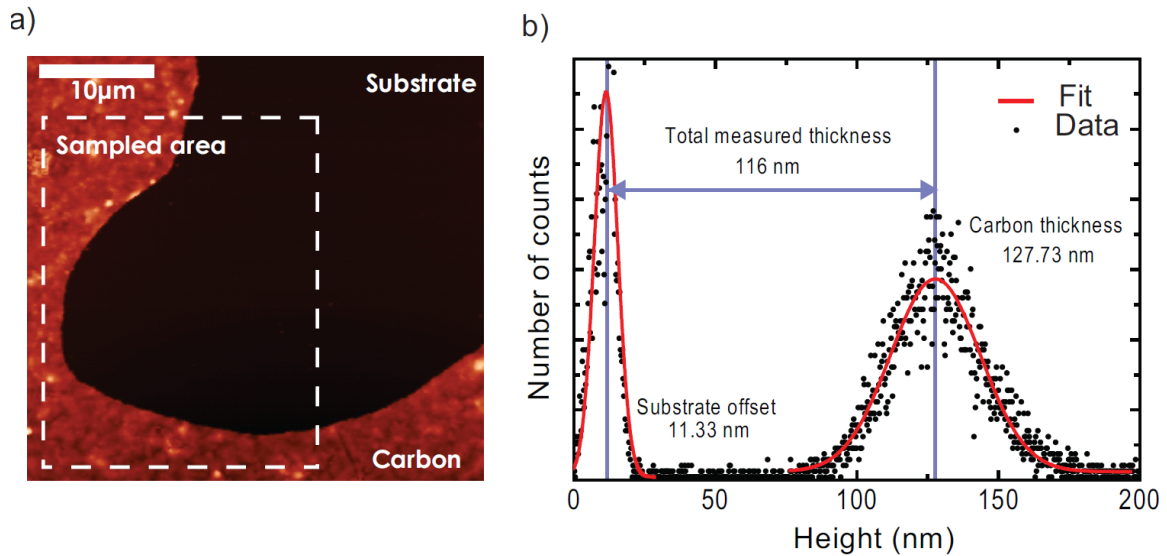 a)
10µm
Substrate
Sampled area
Carbon
b)
Fit
Data
Total measured thickness
116 nm
Carbon thickness
127.73 nm
Substrate offset
11.33 nm
Number of counts
0
50
100
150
200
Height (nm)